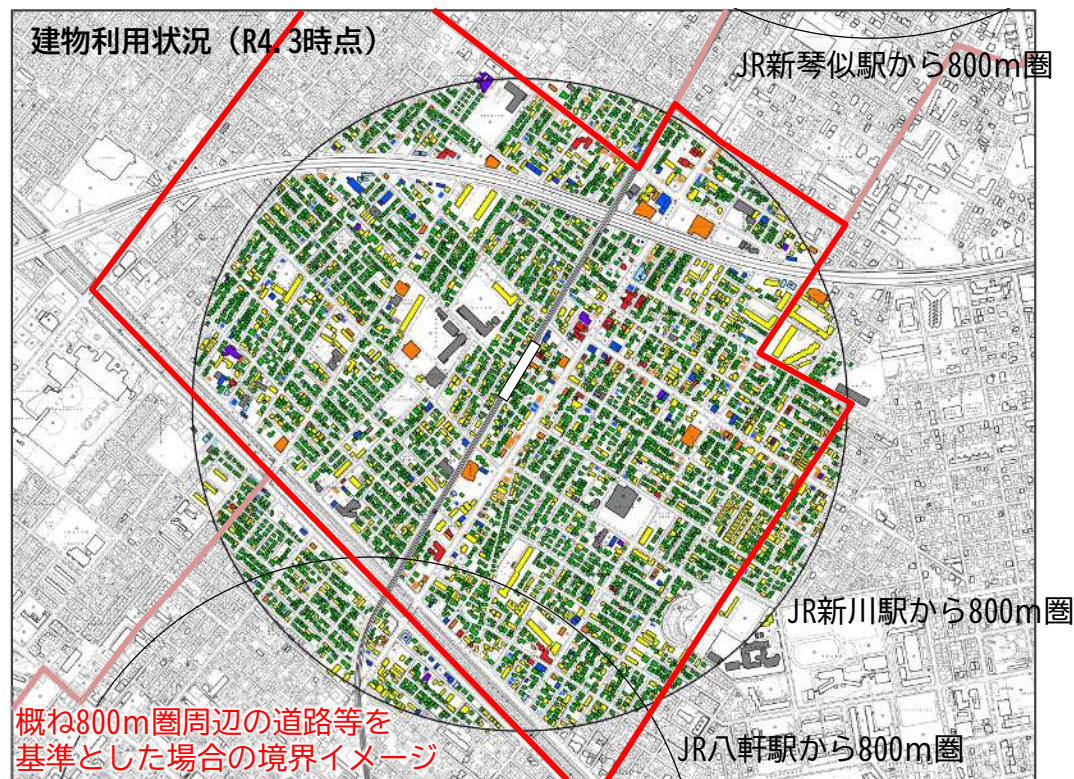 建物利用状況（R4.3時点）
JR新琴似駅から800m圏
JR新川駅から800m圏
概ね800m圏周辺の道路等を
基準とした場合の境界イメージ
JR八軒駅から800m圏